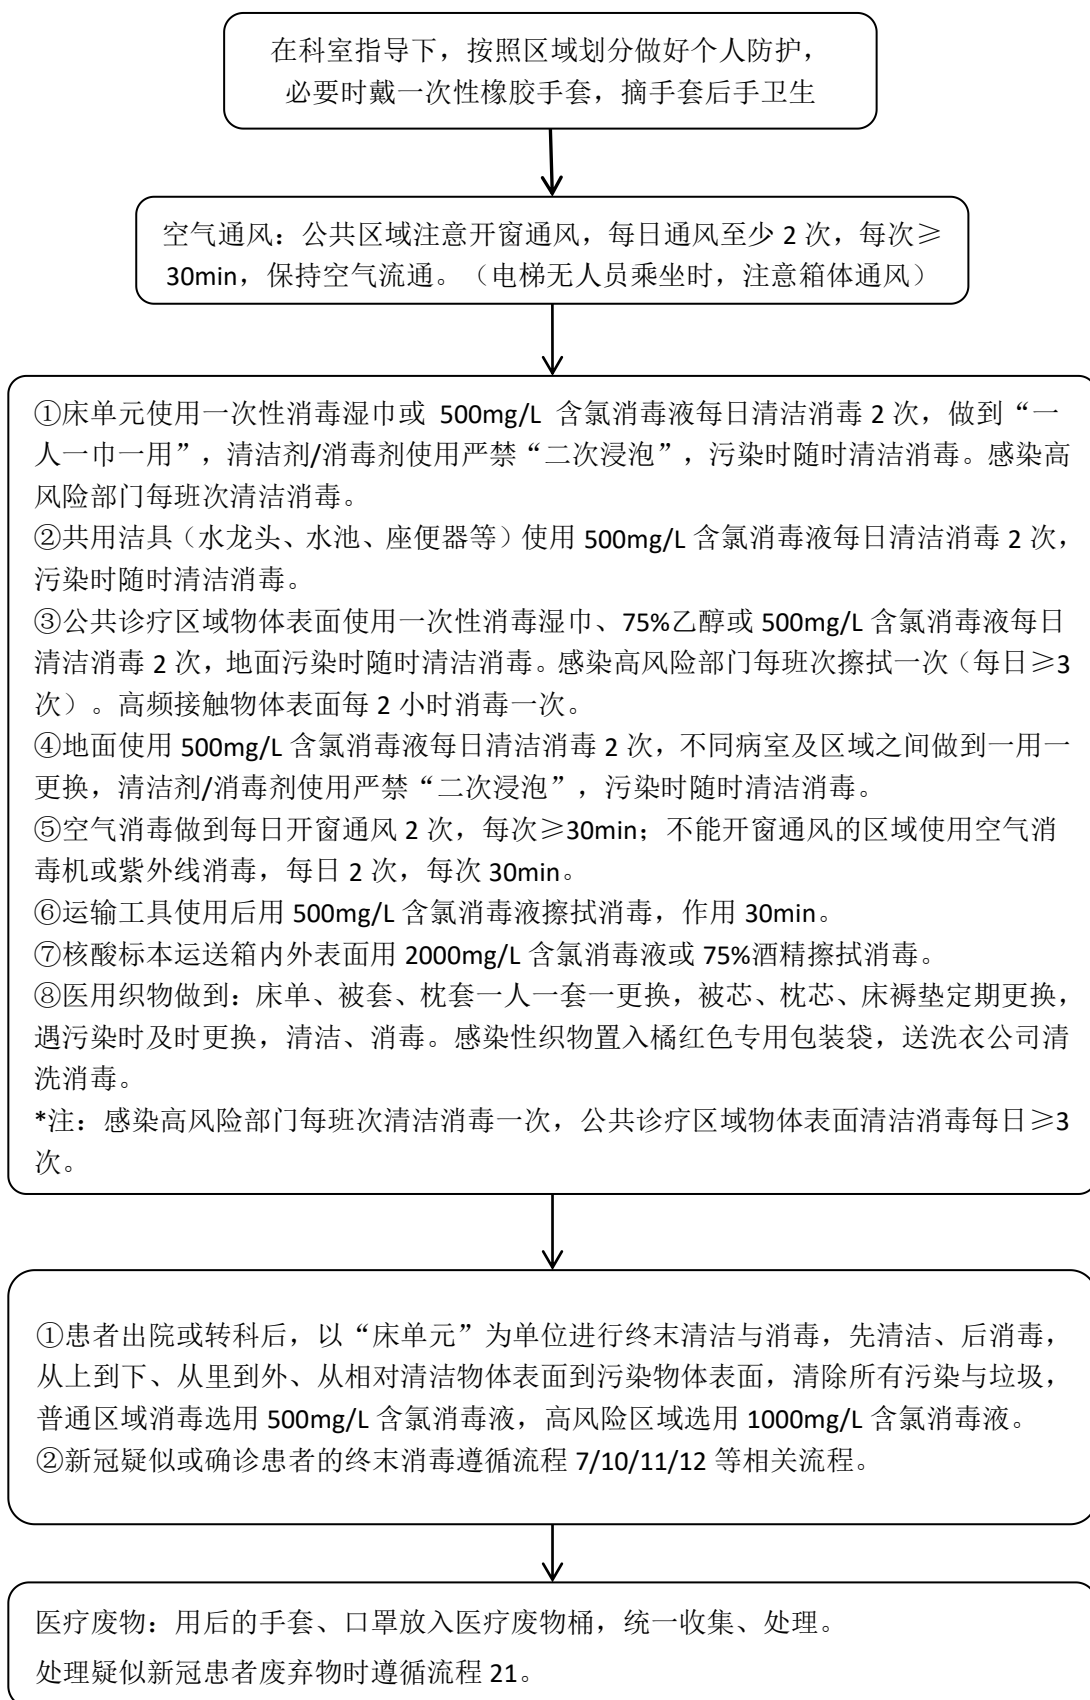 在科室指导下，按照区域划分做好个人防护，
必要时戴一次性橡胶手套，摘手套后手卫生
空气通风：公共区域注意开窗通风，每日通风至少 2 次，每次≥
30min，保持空气流通。（电梯无人员乘坐时，注意箱体通风）
①床单元使用一次性消毒湿巾或 500mg/L 含氯消毒液每日清洁消毒 2 次，做到“一
人一巾一用”，清洁剂/消毒剂使用严禁“二次浸泡”，污染时随时清洁消毒。感染高
风险部门每班次清洁消毒。
②共用洁具（水龙头、水池、座便器等）使用 500mg/L 含氯消毒液每日清洁消毒 2 次，
污染时随时清洁消毒。
③公共诊疗区域物体表面使用一次性消毒湿巾、75%乙醇或 500mg/L 含氯消毒液每日
清洁消毒 2 次，地面污染时随时清洁消毒。感染高风险部门每班次擦拭一次（每日≥3
次）。高频接触物体表面每 2 小时消毒一次。
④地面使用 500mg/L 含氯消毒液每日清洁消毒 2 次，不同病室及区域之间做到一用一
更换，清洁剂/消毒剂使用严禁“二次浸泡”，污染时随时清洁消毒。
⑤空气消毒做到每日开窗通风 2 次，每次≥30min；不能开窗通风的区域使用空气消
毒机或紫外线消毒，每日 2 次，每次 30min。
⑥运输工具使用后用 500mg/L 含氯消毒液擦拭消毒，作用 30min。
⑦核酸标本运送箱内外表面用 2000mg/L 含氯消毒液或 75%酒精擦拭消毒。
⑧医用织物做到：床单、被套、枕套一人一套一更换，被芯、枕芯、床褥垫定期更换，
遇污染时及时更换，清洁、消毒。感染性织物置入橘红色专用包装袋，送洗衣公司清
洗消毒。
*注：感染高风险部门每班次清洁消毒一次，公共诊疗区域物体表面清洁消毒每日≥3
次。
①患者出院或转科后，以“床单元”为单位进行终末清洁与消毒，先清洁、后消毒，
从上到下、从里到外、从相对清洁物体表面到污染物体表面，清除所有污染与垃圾，
普通区域消毒选用 500mg/L 含氯消毒液，高风险区域选用 1000mg/L 含氯消毒液。
②新冠疑似或确诊患者的终末消毒遵循流程 7/10/11/12 等相关流程。
医疗废物：用后的手套、口罩放入医疗废物桶，统一收集、处理。
处理疑似新冠患者废弃物时遵循流程 21。